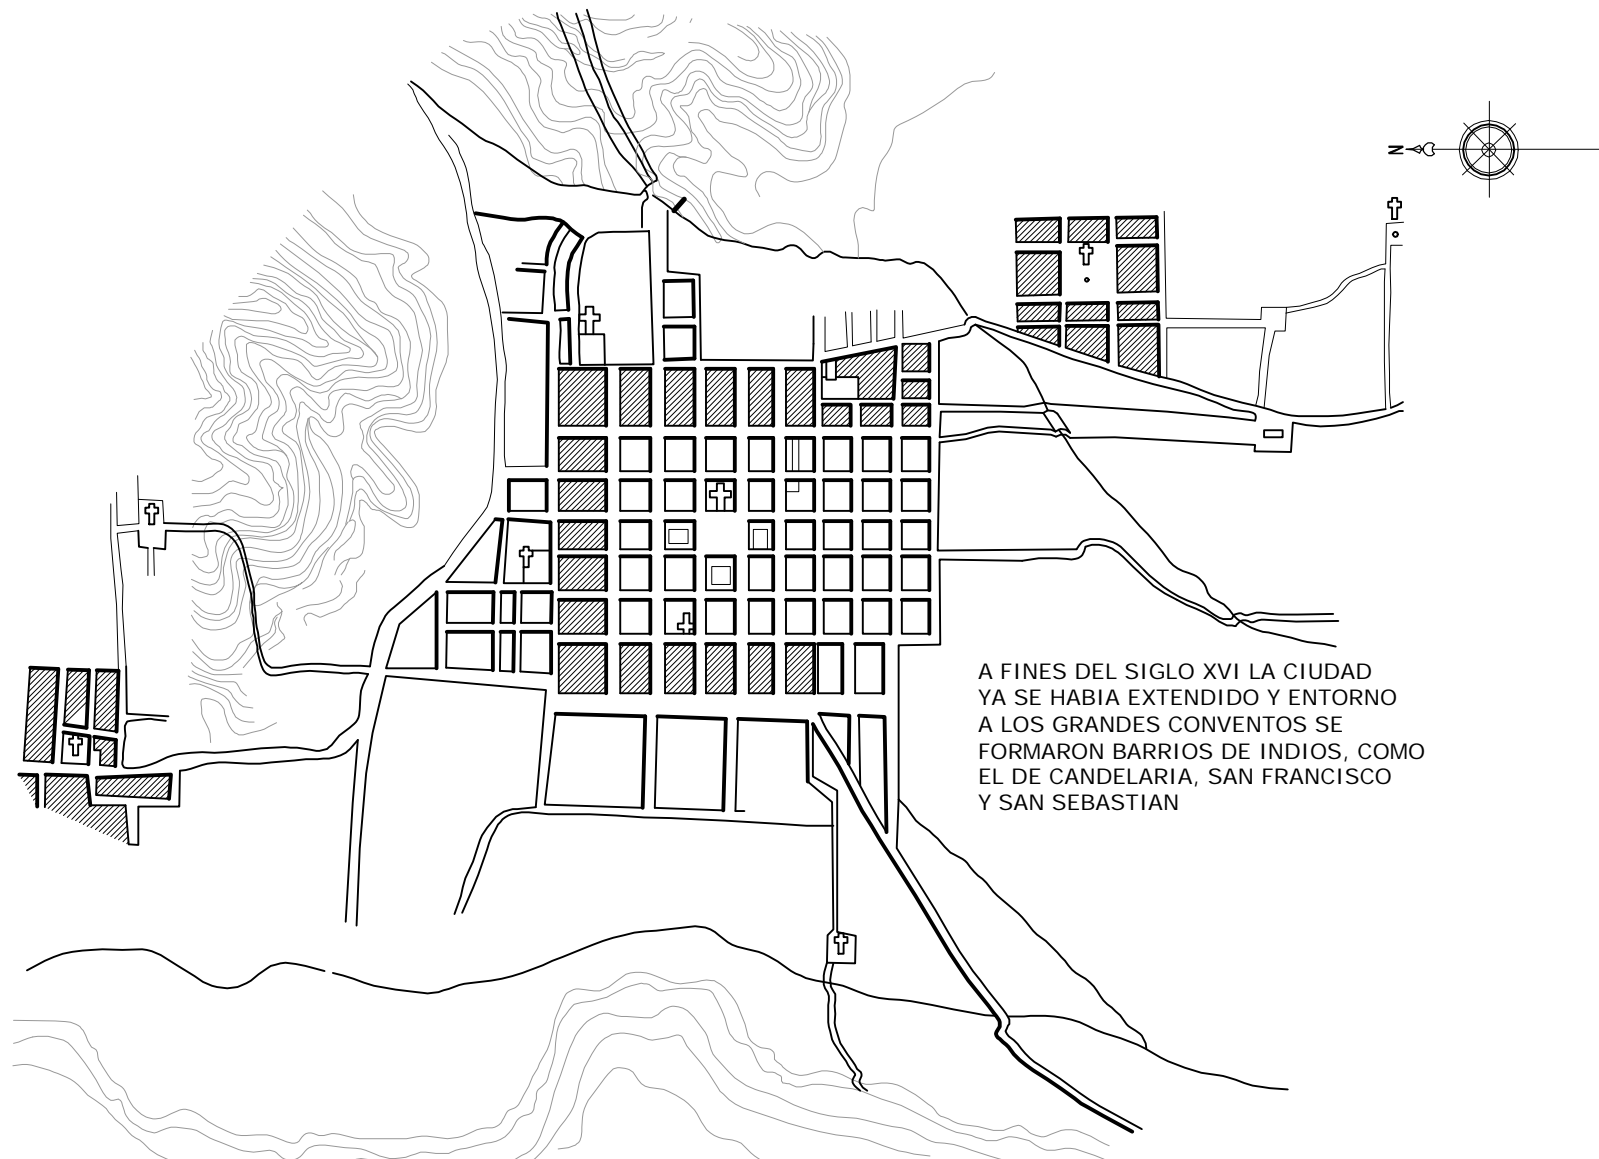 N
A FINES DEL SIGLO XVI LA CIUDAD
YA SE HABIA EXTENDIDO Y ENTORNO
A LOS GRANDES CONVENTOS SE
FORMARON BARRIOS DE INDIOS, COMO
EL DE CANDELARIA, SAN FRANCISCO
Y SAN SEBASTIAN